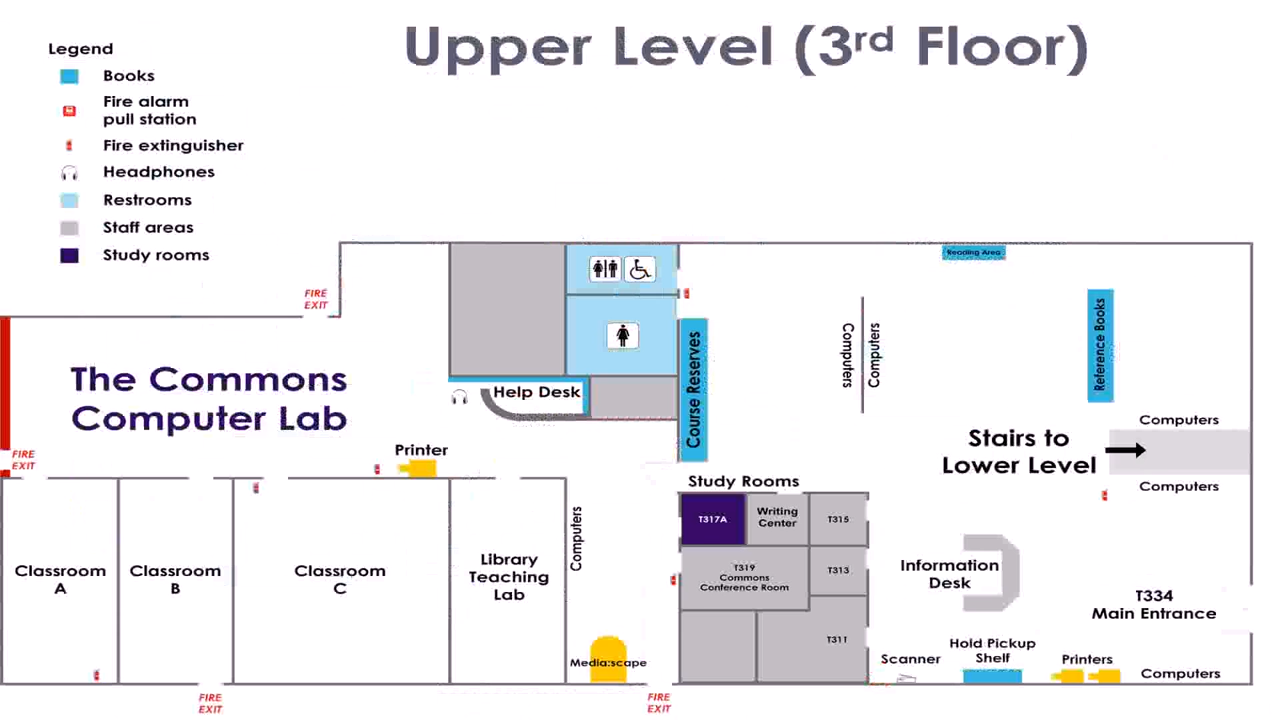 Upper Level (3rd Floor)
Legend
Books
Fire alarm
pull station
Fire extinguisher
Headphones
Restrooms
Staff areas
Study rooms
Reading Area
FIRE
EXIT
Reference Books
Computers
Computers
Course Reserves
The Commons
Computer Lab
Help Desk
Computers
Stairs to
Lower Level
Computers
FIRE
EXIT
Printer
Study Rooms
T317A
Writing
Center
T315
Computers
Classroom
A
Classroom
B
Classroom
C
Library
Teaching
Lab
T319
Commons
Conference Room
T313
Information
Desk
T334
Main Entrance
T311
Media:scape
Scanner
Hold Pickup
Shelf
Printers
Computers
FIRE
EXIT
FIRE
EXIT